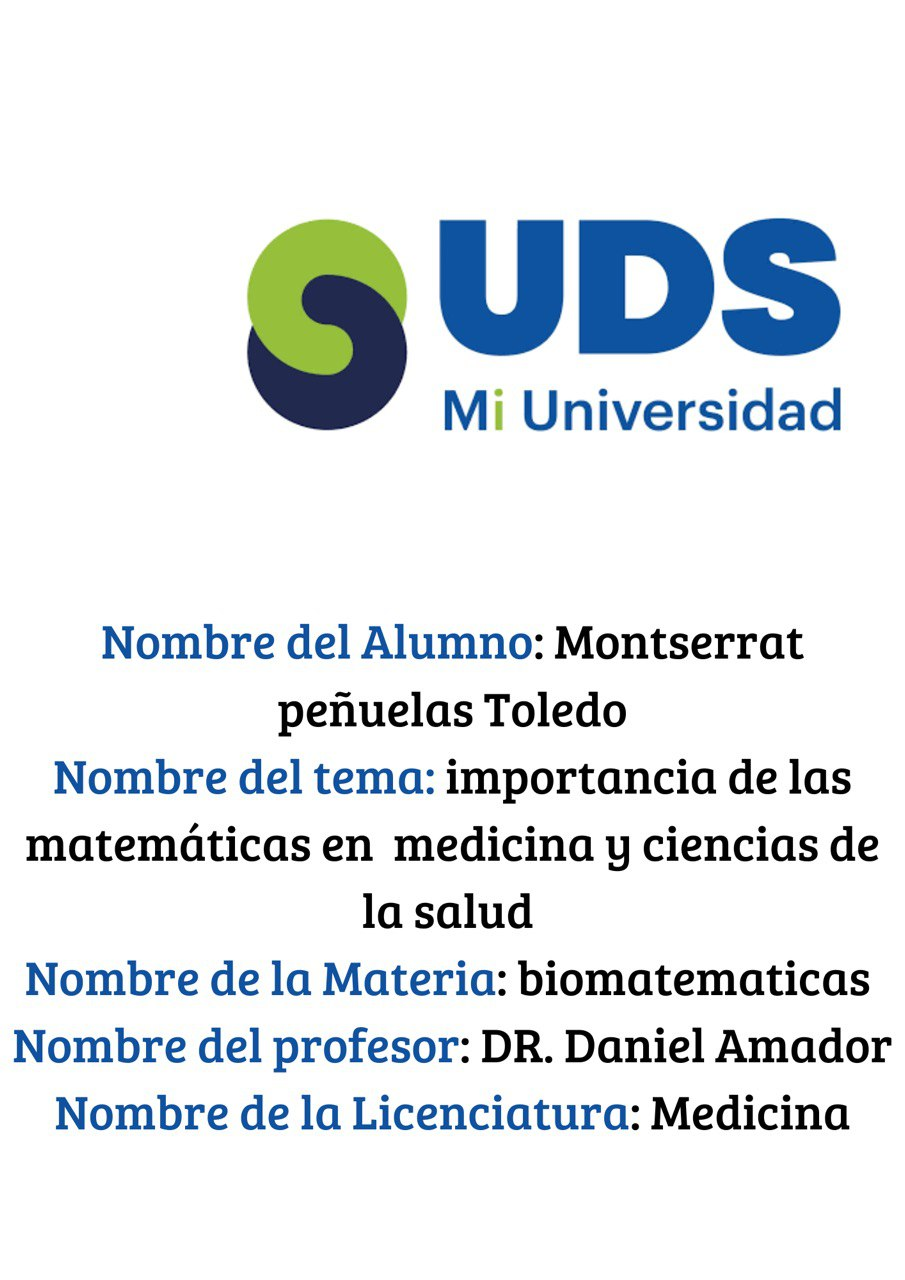 UDS
Mi Universidad
Nombre del Alumno: Montserrat
peñuelas Toledo
Nombre del tema: importancia de las
matemáticas en  medicina y ciencias de
la salud
Nombre de la Materia: biomatematicas
Nombre del profesor: DR. Daniel Amador
Nombre de la Licenciatura: Medicina